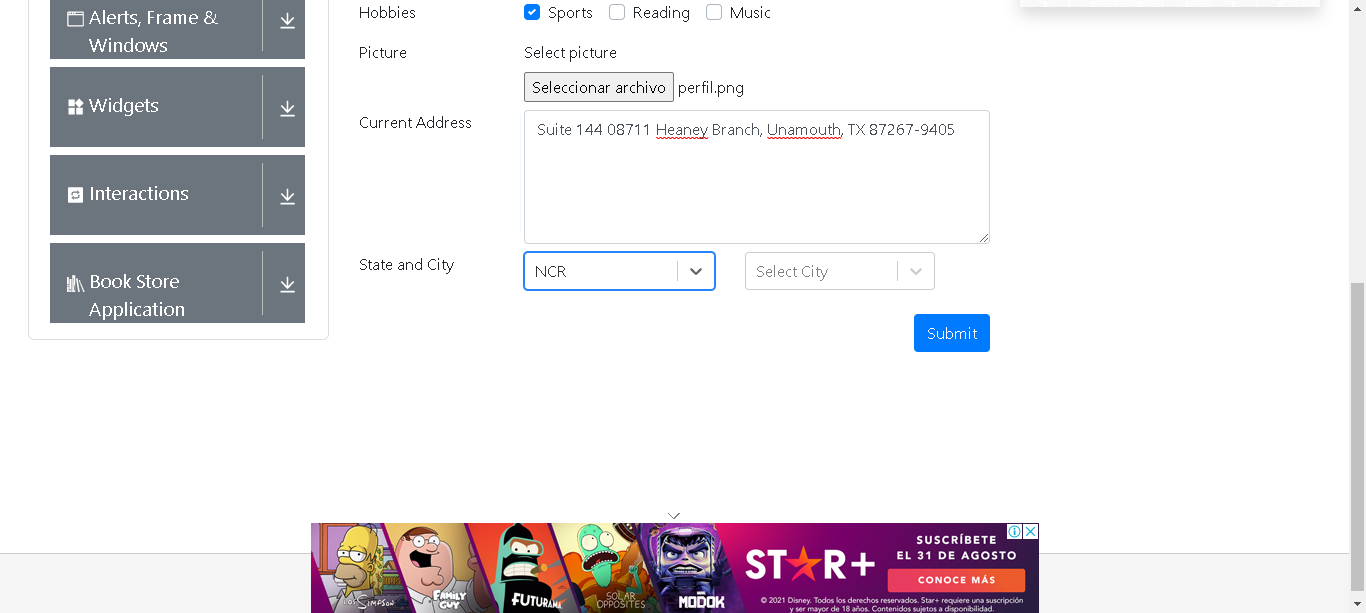 Alerts, Frame &
Windows
Widgets
Interactions
Book Store
Application
Hobbies
Sports
Reading
Music
Picture
Select picture
Seleccionar archivo perfil.png
Current Address
Suite 144 08711 Heaney Branch, Unamouth, TX 87267-9405
State and City
NCR
Select City
Submit
LOS SIMPSON
FAMILY
GUY
FUTURAMA
SOLAR
OPPOSITES
MODOK
STAR+
SUSCRÍBETE
EL 31 DE AGOSTO
CONOCE MÁS
© 2021 Disney. Todos los derechos reservados. Star+ requiere una suscripción
y ser mayor de 18 años. Contenidos sujetos a disponibilidad.